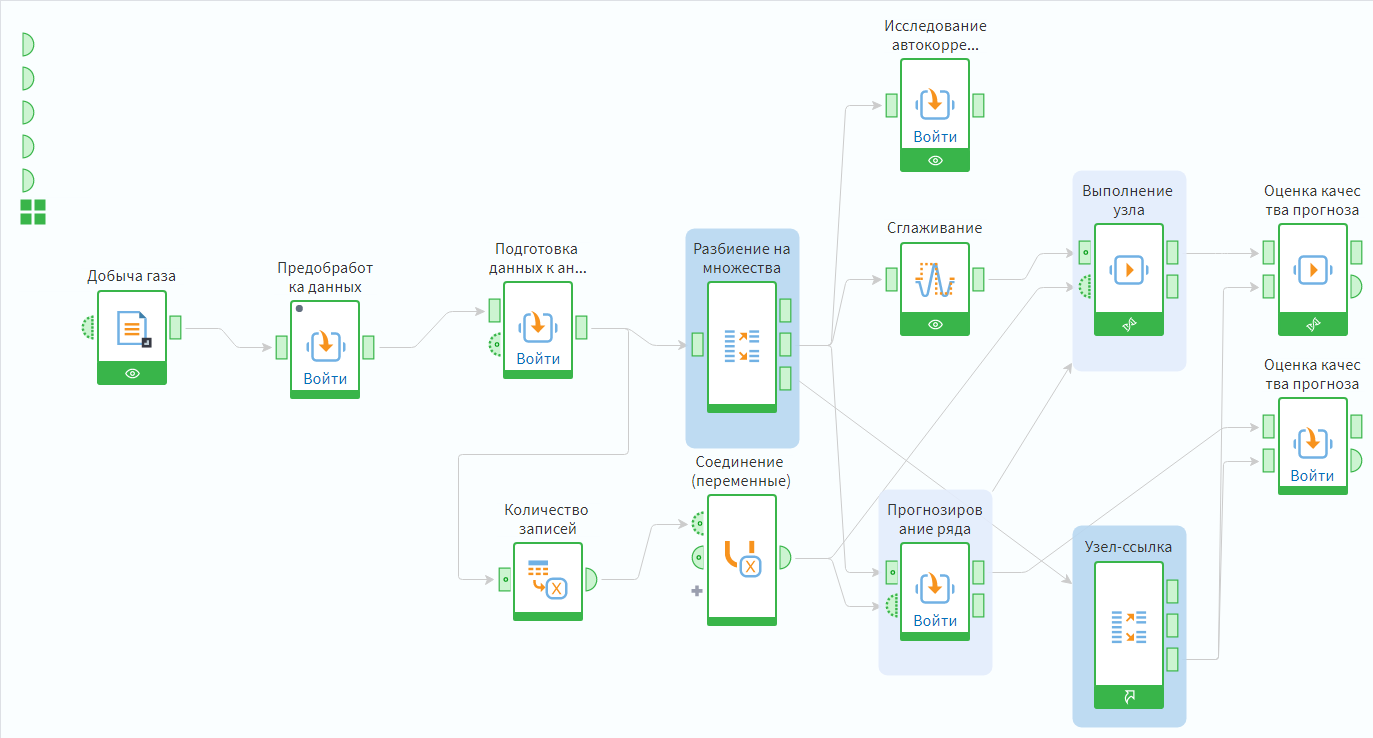 Исследование
автокорре...
Войти
Добыча газа
Предобработ
ка данных
Войти
Подготовка
данных к ан...
Войти
Разбиение на
множества
Сглаживание
Выполнение
узла
Оценка качес
тва прогноза
Оценка качес
тва прогноза
Войти
Количество
записей
X
Соединение
(переменные)
X
Прогнозиров
ание ряда
Войти
Узел-ссылка